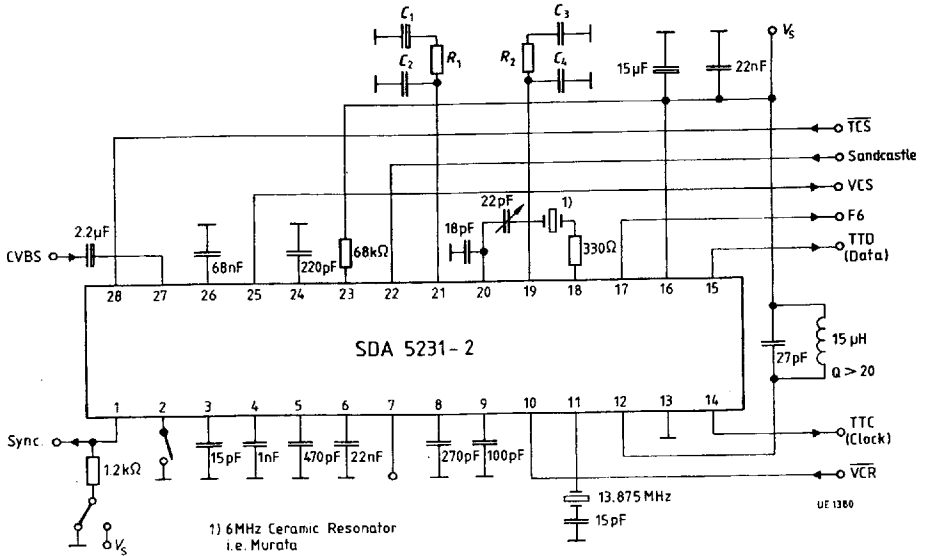 C1
C3
VS
C2
R1
R2
C4
15µF
22nF
TCS
Sandcastle
VCS
22pF
1)
F6
2.2µF
18pF
CVBS
68nF
220pF
68kΩ
330Ω
TTD
(Data)
28 27 26 25 24 23 22 21 20 19 18 17 16 15
SDA 5231-2
27pF
15µH
Q > 20
1 2 3 4 5 6 7 8 9 10 11 12 13 14
Sync.
TTC
(Clock)
15pF 1nF 470pF 22nF 270pF 100pF
1.2kΩ
VCR
13.875 MHz
UE 1380
15pF
VS
1) 6MHz Ceramic Resonator
i.e. Murata